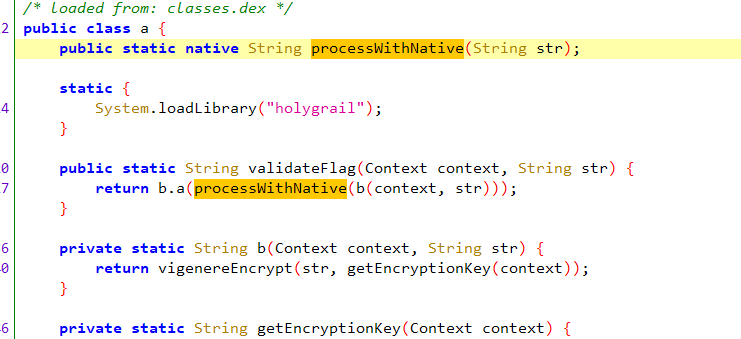 /* loaded from: classes.dex */
2 public class a {
public static native String processWithNative(String str);
static {
4 System.loadLibrary("holygrail");
}
0 public static String validateFlag(Context context, String str) {
7 return b.a(processWithNative(b(context, str)));
}
6 private static String b(Context context, String str) {
0 return vigenereEncrypt(str, getEncryptionKey(context));
}
6 private static String getEncryptionKey(Context context) {